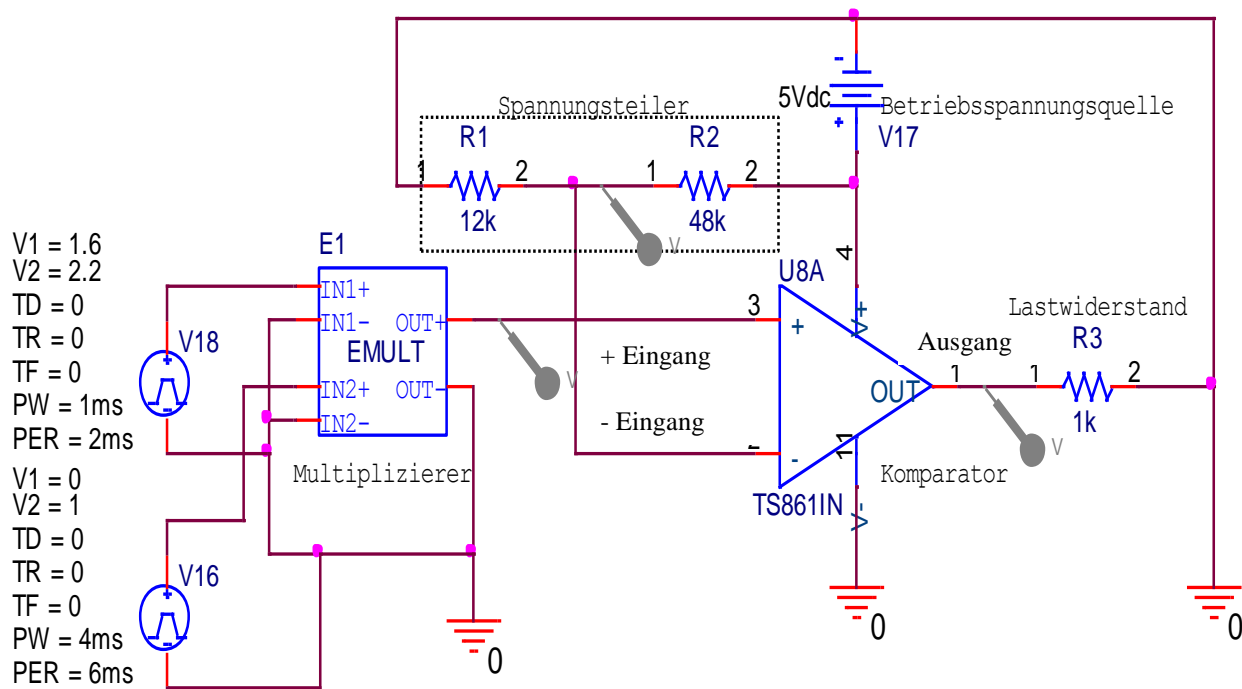 5Vdc
-
+
Betriebsspannungsquelle
V17
Spannungsteiler
R1
R2
1
2
1
2
12k
48k
V
V1 = 1.6
V2 = 2.2
TD = 0
TR = 0
TF = 0
PW = 1ms
PER = 2ms
V18
+
-
E1
IN1+
IN1-
OUT+
EMULT
IN2+
OUT-
IN2-
Multiplizierer
V
V1 = 0
V2 = 1
TD = 0
TR = 0
TF = 0
PW = 4ms
PER = 6ms
V16
+
-
0
+ Eingang
- Eingang
U8A
4
3
+
V+
OUT
-
11
V-
TS861IN
Komparator
Ausgang
1
V
Lastwiderstand
R3
1
2
1k
0
0